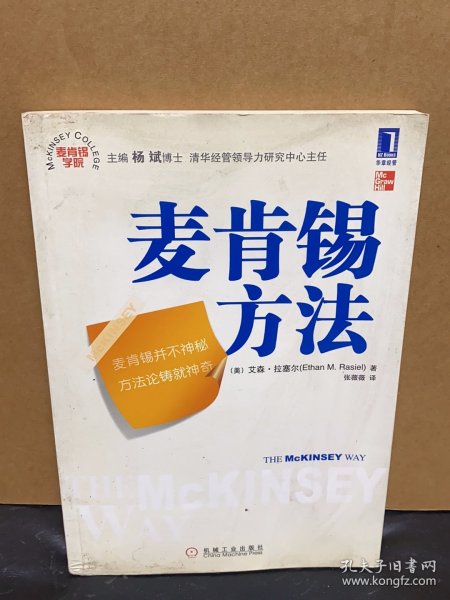 McKINSEY COLLEGE
麦肯锡
学院
主编 杨 斌博士 清华经管领导力研究中心主任
HZ Books
华章经管
Mc
Graw
Hill
麦肯锡
方法
McKINSEY
麦肯锡并不神秘
方法论铸就神奇
(美) 艾森·拉塞尔(Ethan M. Rasiel) 著
张薇薇 译
THE McKINSEY WAY
THE McKINSEY
WAY
机械工业出版社
China Machine Press
孔夫子旧书网
www.kongfz.com